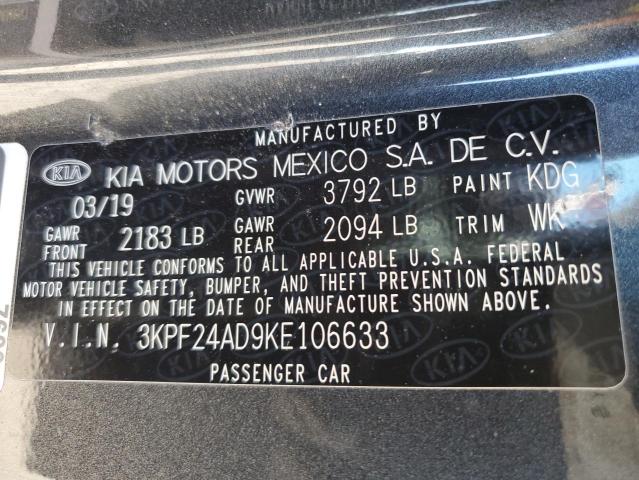 MANUFACTURED BY
KIA KIA MOTORS MEXICO S.A. DE C.V.
03/19 GVWR 3792 LB PAINT KDG
GAWR FRONT 2183 LB GAWR REAR 2094 LB TRIM WK
THIS VEHICLE CONFORMS TO ALL APPLICABLE U.S.A. FEDERAL
MOTOR VEHICLE SAFETY, BUMPER, AND THEFT PREVENTION STANDARDS
IN EFFECT ON THE DATE OF MANUFACTURE SHOWN ABOVE.
V.I.N. 3KPF24AD9KE106633
PASSENGER CAR